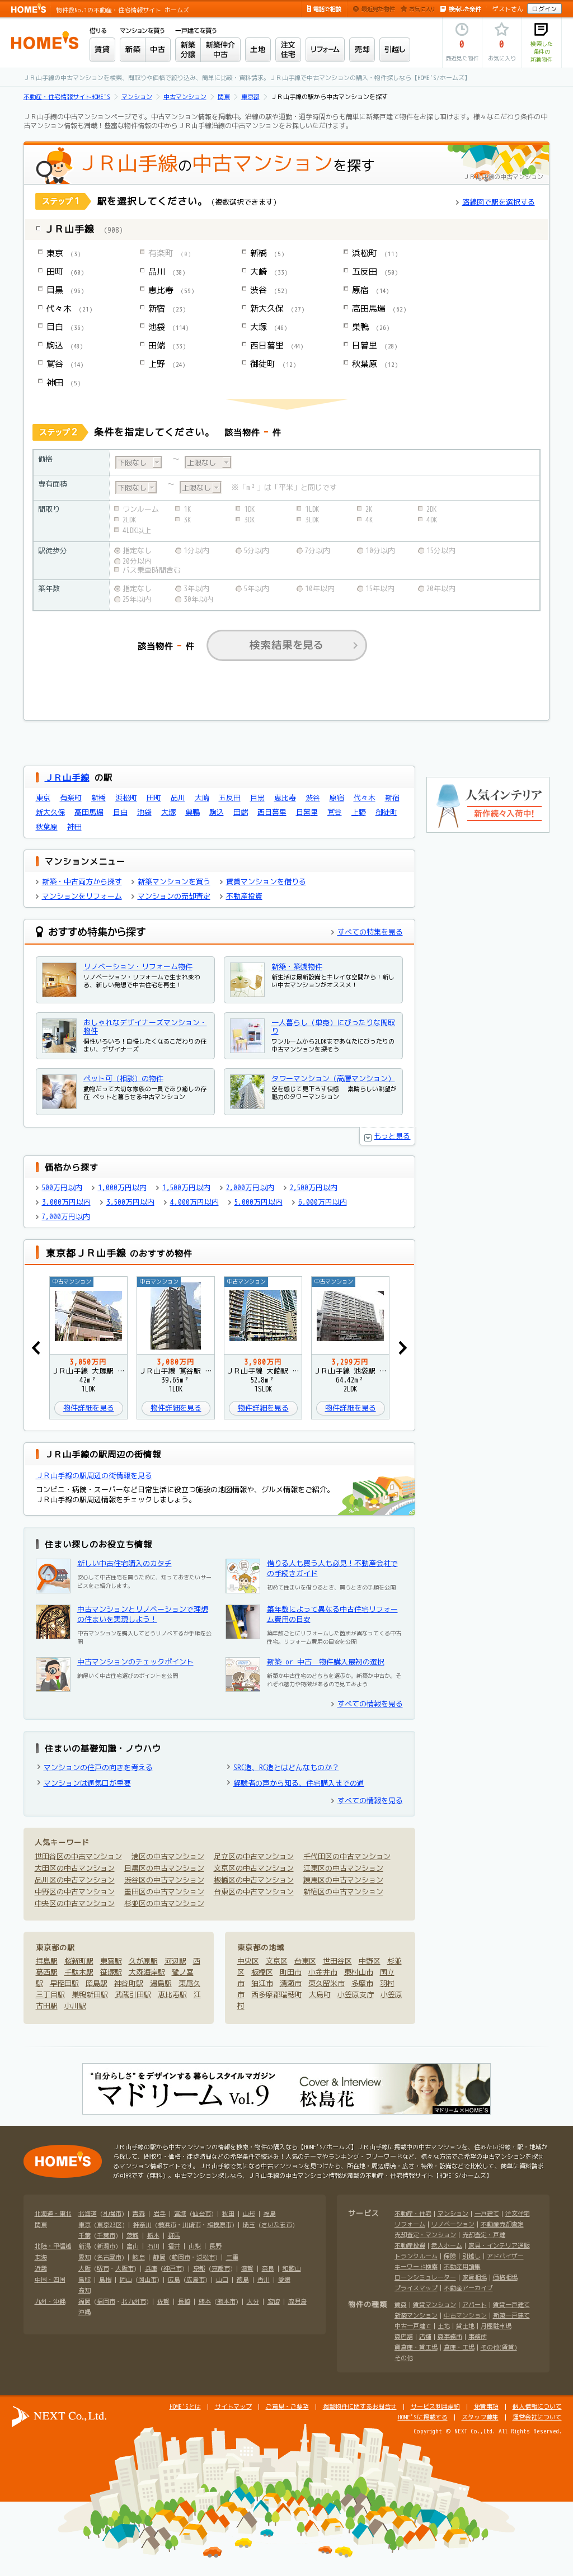 HOME'S 物件数No.1の不動産・住宅情報サイト ホームズ
電話で相談 最近見た物件 お気に入り 保存した条件 ゲストさん ログイン
HOME'S
借りる マンションを買う 一戸建てを買う
賃貸 新築 中古 新築分譲 新築仲介中古 土地 注文住宅 リフォーム 売却 引越し
0 最近見た物件 0 お気に入り 保存した条件の新着物件
ＪＲ山手線の中古マンションを検索、間取りや価格で絞り込み、簡単に比較・資料請求。ＪＲ山手線で中古マンションの購入・物件探しなら【HOME'S/ホームズ】
不動産・住宅情報サイトHOME'S ＞ マンション ＞ 中古マンション ＞ 関東 ＞ 東京都 ＞ ＪＲ山手線の駅から中古マンションを探す
ＪＲ山手線の中古マンションページです。中古マンション情報を掲載中。沿線の駅や通勤・通学時間からも簡単に新築戸建て物件をお探し頂けます。様々なこだわり条件の中古マンション情報も満載！豊富な物件情報の中からＪＲ山手線沿線の中古マンションをお探しいただけます。
ＪＲ山手線の中古マンションを探す
ＪＲ山手線の中古マンション
ステップ1 駅を選択してください。（複数選択できます） 路線図で駅を選択する
ＪＲ山手線 (908)
東京 (3) 有楽町 (0) 新橋 (5) 浜松町 (11)
田町 (60) 品川 (30) 大崎 (33) 五反田 (50)
目黒 (90) 恵比寿 (59) 渋谷 (52) 原宿 (14)
代々木 (21) 新宿 (23) 新大久保 (27) 高田馬場 (62)
目白 (36) 池袋 (114) 大塚 (46) 巣鴨 (26)
駒込 (40) 田端 (33) 西日暮里 (44) 日暮里 (28)
鴬谷 (14) 上野 (24) 御徒町 (12) 秋葉原 (12)
神田 (5)
ステップ2 条件を指定してください。 該当物件 - 件
価格 下限なし ～ 上限なし
専有面積 下限なし ～ 上限なし ※「m²」は「平米」と同じです
間取り ワンルーム 1K 1DK 1LDK 2K 2DK
2LDK 3K 3DK 3LDK 4K 4DK
4LDK以上
駅徒歩分 指定なし 1分以内 5分以内 7分以内 10分以内 15分以内
20分以内
バス乗車時間含む
築年数 指定なし 3年以内 5年以内 10年以内 15年以内 20年以内
25年以内 30年以内
該当物件 - 件 検索結果を見る
ＪＲ山手線 の駅
東京 有楽町 新橋 浜松町 田町 品川 大崎 五反田 目黒 恵比寿 渋谷 原宿 代々木 新宿
新大久保 高田馬場 目白 池袋 大塚 巣鴨 駒込 田端 西日暮里 日暮里 鴬谷 上野 御徒町
秋葉原 神田
人気インテリア
新作続々入荷中！
マンションメニュー
新築・中古両方から探す 新築マンションを買う 賃貸マンションを借りる
マンションをリフォーム マンションの売却査定 不動産投資
おすすめ特集から探す すべての特集を見る
リノベーション・リフォーム物件
リノベーション・リフォームで生まれ変わる、新しい発想で中古住宅を再生！
新築・築浅物件
新生活は最新設備とキレイな空間から！新しい中古マンションがオススメ！
おしゃれなデザイナーズマンション・物件
個性いろいろ！自慢したくなるこだわりの住まい、デザイナーズ
一人暮らし（単身）にぴったりな間取り
ワンルームから2LDKまであなたにぴったりの中古マンションを探そう
ペット可（相談）の物件
動物だって大切な家族の一員であり癒しの存在 ペットと暮らせる中古マンション
タワーマンション（高層マンション）
空を感じて見下ろす快感 素晴らしい眺望が魅力のタワーマンション
もっと見る
価格から探す
500万円以内 1,000万円以内 1,500万円以内 2,000万円以内 2,500万円以内
3,000万円以内 3,500万円以内 4,000万円以内 5,000万円以内 6,000万円以内
7,000万円以内
東京都ＪＲ山手線 のおすすめ物件
中古マンション 中古マンション 中古マンション 中古マンション
3,050万円 3,080万円 3,980万円 3,299万円
ＪＲ山手線 大塚駅 … ＪＲ山手線 鴬谷駅 … ＪＲ山手線 大崎駅 … ＪＲ山手線 池袋駅 …
42m² 39.65m² 52.8m² 64.42m²
1LDK 1LDK 1SLDK 2LDK
物件詳細を見る 物件詳細を見る 物件詳細を見る 物件詳細を見る
ＪＲ山手線の駅周辺の街情報
ＪＲ山手線の駅周辺の街情報を見る
コンビニ・病院・スーパーなど日常生活に役立つ施設の地図情報や、グルメ情報をご紹介。
ＪＲ山手線の駅周辺情報をチェックしましょう。
住まい探しのお役立ち情報
新しい中古住宅購入のカタチ
安心して中古住宅を買うために、知っておきたいサービスをご紹介します。
借りる人も買う人も必見！不動産会社での手続きガイド
初めて住まいを借りるとき、買うときの手順を公開
中古マンションとリノベーションで理想の住まいを実現しよう！
中古マンションを購入してどうリノベするか手順を公開
築年数によって異なる中古住宅リフォーム費用の目安
築年数ごとにリフォームした箇所が異なってくる中古住宅。リフォーム費用の目安を公開
中古マンションのチェックポイント
納得いく中古住宅選びのポイントを公開
新築 or 中古 物件購入最初の選択
新築か中古住宅のどちらを選ぶか。新築か中古か。それぞれ魅力や特徴があるので見てみよう
すべての情報を見る
住まいの基礎知識・ノウハウ
マンションの住戸の向きを考える SRC造、RC造とはどんなものか？
マンションは通気口が重要 経験者の声から知る、住宅購入までの道
すべての情報を見る
人気キーワード
世田谷区の中古マンション 港区の中古マンション 足立区の中古マンション 千代田区の中古マンション
大田区の中古マンション 目黒区の中古マンション 文京区の中古マンション 江東区の中古マンション
品川区の中古マンション 渋谷区の中古マンション 板橋区の中古マンション 練馬区の中古マンション
中野区の中古マンション 墨田区の中古マンション 台東区の中古マンション 新宿区の中古マンション
中央区の中古マンション 杉並区の中古マンション
東京都の駅
拝島駅 桜新町駅 東雲駅 久が原駅 河辺駅 西葛西駅 千駄木駅 笹塚駅 大森海岸駅 鷺ノ宮駅 早稲田駅 昭島駅 神谷町駅 湯島駅 東尾久三丁目駅 巣鴨新田駅 武蔵引田駅 恵比寿駅 江古田駅 小川駅
東京都の地域
中央区 文京区 台東区 世田谷区 中野区 杉並区 板橋区 町田市 小金井市 東村山市 国立市 狛江市 清瀬市 東久留米市 多摩市 羽村市 西多摩郡瑞穂町 大島町 小笠原支庁 小笠原村
"自分らしさ"をデザインする暮らしスタイルマガジン
マドリーム Vol.9
Cover & Interview
松島花
マドリーム×HOME'S
HOME'S
ＪＲ山手線の駅から中古マンションの情報を検索・物件の購入なら【HOME'S/ホームズ】ＪＲ山手線に掲載中の中古マンションを、住みたい沿線・駅・地域から探して、間取り・価格・徒歩時間などの希望条件で絞込み！人気のテーマやランキング・フリーワードなど、様々な方法でご希望の中古マンションを探せるマンション情報サイトです。ＪＲ山手線で気になる中古マンションを見つけたら、所在地・周辺環境・広さ・特徴・設備などで比較して、簡単に資料請求が可能です（無料）。中古マンション探しなら、ＪＲ山手線の中古マンション情報が満載の不動産・住宅情報サイト【HOME'S/ホームズ】
北海道・東北 北海道 (札幌市) | 青森 | 岩手 | 宮城 (仙台市) | 秋田 | 山形 | 福島
関東 東京 (東京23区) | 神奈川 (横浜市・川崎市・相模原市) | 埼玉 (さいたま市) 千葉 (千葉市) | 茨城 | 栃木 | 群馬
北陸・甲信越 新潟 (新潟市) | 富山 | 石川 | 福井 | 山梨 | 長野
東海 愛知 (名古屋市) | 岐阜 | 静岡 (静岡市・浜松市) | 三重
近畿 大阪 (堺市・大阪市) | 兵庫 (神戸市) | 京都 (京都市) | 滋賀 | 奈良 | 和歌山
中国・四国 鳥取 | 島根 | 岡山 (岡山市) | 広島 (広島市) | 山口 | 徳島 | 香川 | 愛媛 高知
九州・沖縄 福岡 (福岡市・北九州市) | 佐賀 | 長崎 | 熊本 (熊本市) | 大分 | 宮崎 | 鹿児島 沖縄
サービス 不動産・住宅 | マンション | 賃貸 | 一戸建て | 注文住宅
リフォーム | リノベーション | 不動産売却査定
売却査定・マンション | 売却査定・戸建
不動産投資 | 老人ホーム | 家具・インテリア通販
トランクルーム | 保険 | 引越し | アドバイザー
キーワード検索 | 不動産用語集
ローンシミュレーター | 家賃相場 | 価格相場
プライスマップ | 不動産アーカイブ
物件の種類 賃貸 | 賃貸マンション | アパート | 賃貸一戸建て
新築マンション | 中古マンション | 新築一戸建て
中古一戸建て | 土地 | 貸土地 | 月極駐車場
貸店舗 | 店舗 | 貸事務所 | 事務所
貸倉庫・貸工場 | 倉庫・工場 | その他(賃貸)
その他
NEXT Co., Ltd.
HOME'Sとは | サイトマップ | ご意見・ご要望 | 掲載物件に関するお問合せ | サービス利用規約 | 免責事項 | 個人情報について
HOME'Sに掲載する | スタッフ募集 | 運営会社について
Copyright © NEXT Co.,Ltd. All Rights Reserved.